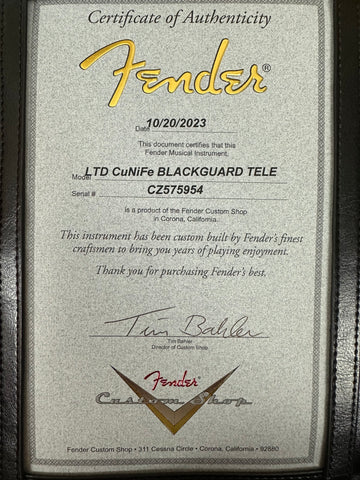 Certificate of Authenticity
Fender®
Date 10/20/2023
This document certifies that this
Fender Musical Instrument.
Model LTD CuNiFe BLACKGUARD TELE
Serial # CZ575954
is a product of the Fender Custom Shop
in Corona, California.
This instrument has been custom built by Fender's finest
craftsmen to bring you years of playing enjoyment.
Thank you for purchasing Fender's best.
Tim Bahler
Tim Bahler
Director of Custom Shop
Fender
Custom Shop
Fender Custom Shop • 311 Cessna Circle • Corona, California • 92880